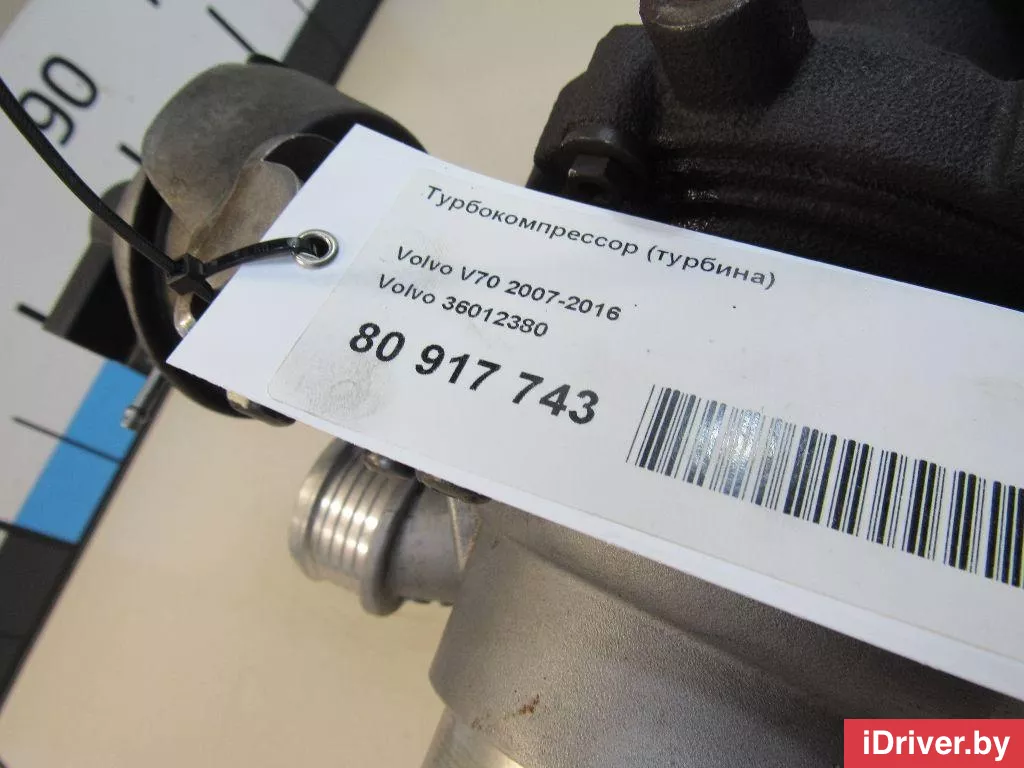 90
Турбокомпрессор (турбина)
Volvo V70 2007-2016
Volvo 36012380
80 917 743
iDriver.by